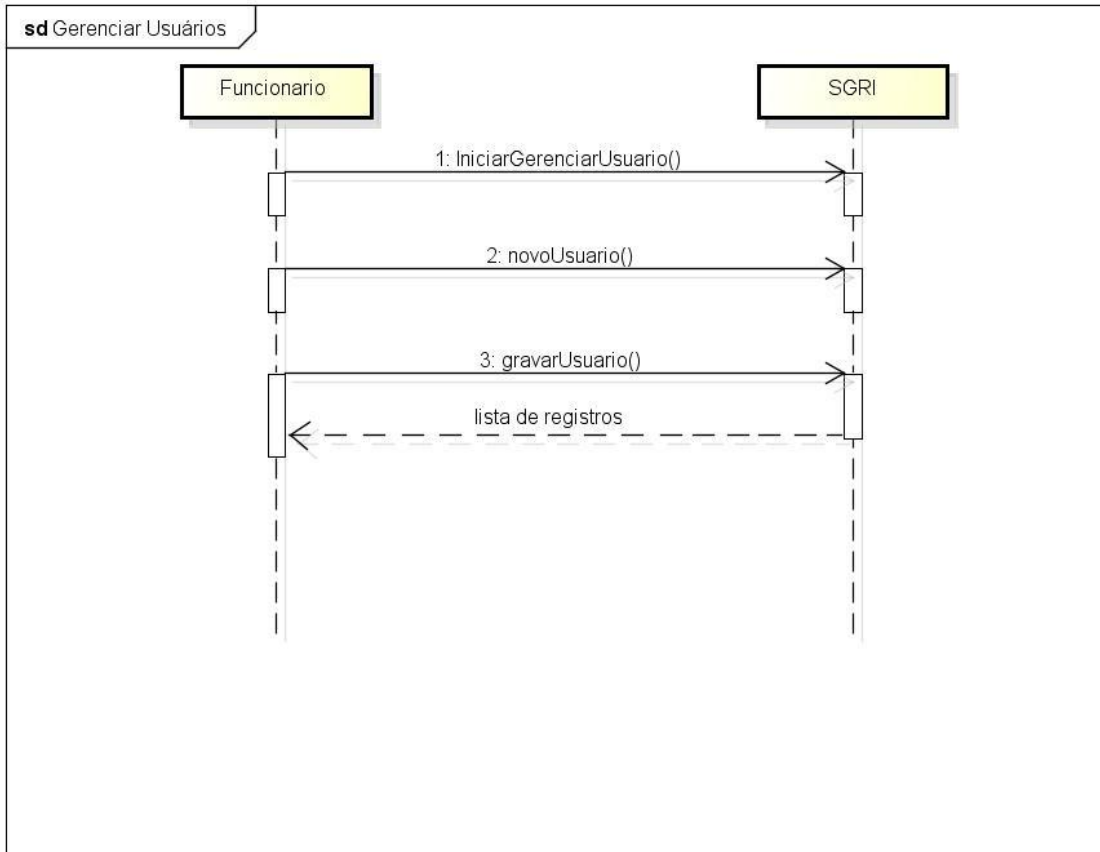 sd Gerenciar Usuários
Funcionario
SGRI
1: IniciarGerenciarUsuario()
2: novoUsuario()
3: gravarUsuario()
lista de registros